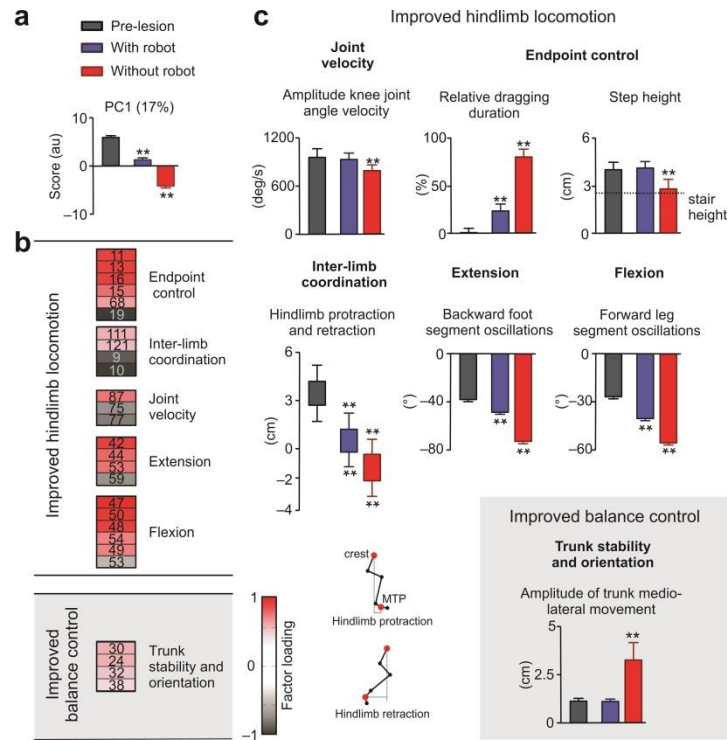 a
Pre-lesion
With robot
Without robot
PC1 (17%)
10
0
–10
Score (au)
**
**
b
Improved hindlimb locomotion
11
13
16
15
68
19
Endpoint
control
111
121
9
10
Inter-limb
coordination
87
75
77
Joint
velocity
42
44
53
59
Extension
47
50
48
54
49
53
Flexion
Improved
balance control
30
24
32
38
Trunk
stability and
orientation
1
0
–1
Factor loading
c
Improved hindlimb locomotion
Joint
velocity
Endpoint control
Amplitude knee joint
angle velocity
1200
600
0
(deg/s)
**
Relative dragging
duration
100
50
0
(%)
**
**
Step height
6
3
0
(cm)
**
stair
height
Inter-limb
coordination
Hindlimb protraction
and retraction
6
3
0
–2
–4
(cm)
**
**
**
**
Extension
Backward foot
segment oscillations
0
–40
–80
(°)
**
**
Flexion
Forward leg
segment oscillations
0
–30
–60
(°)
**
**
crest
MTP
Hindlimb protraction
Hindlimb retraction
Improved balance control
Trunk stability
and orientation
Amplitude of trunk medio-
lateral movement
5
2.5
0
(cm)
**